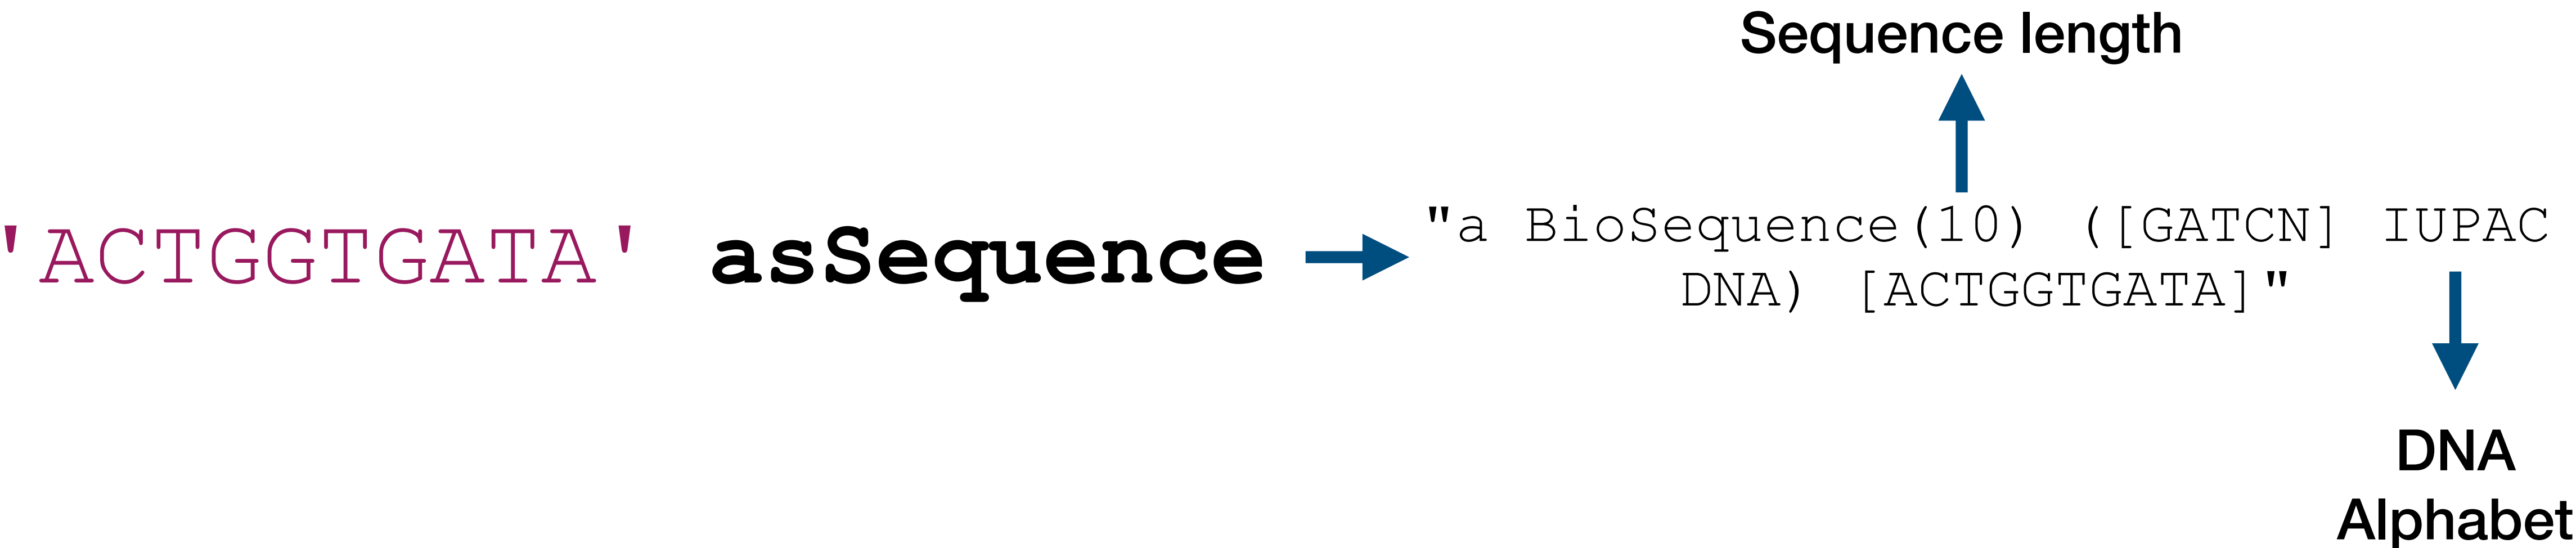 Sequence length
'ACTGGTGATA' asSequence
"a BioSequence(10) ([GATCN] IUPAC
DNA) [ACTGGTGATA]"
DNA
Alphabet